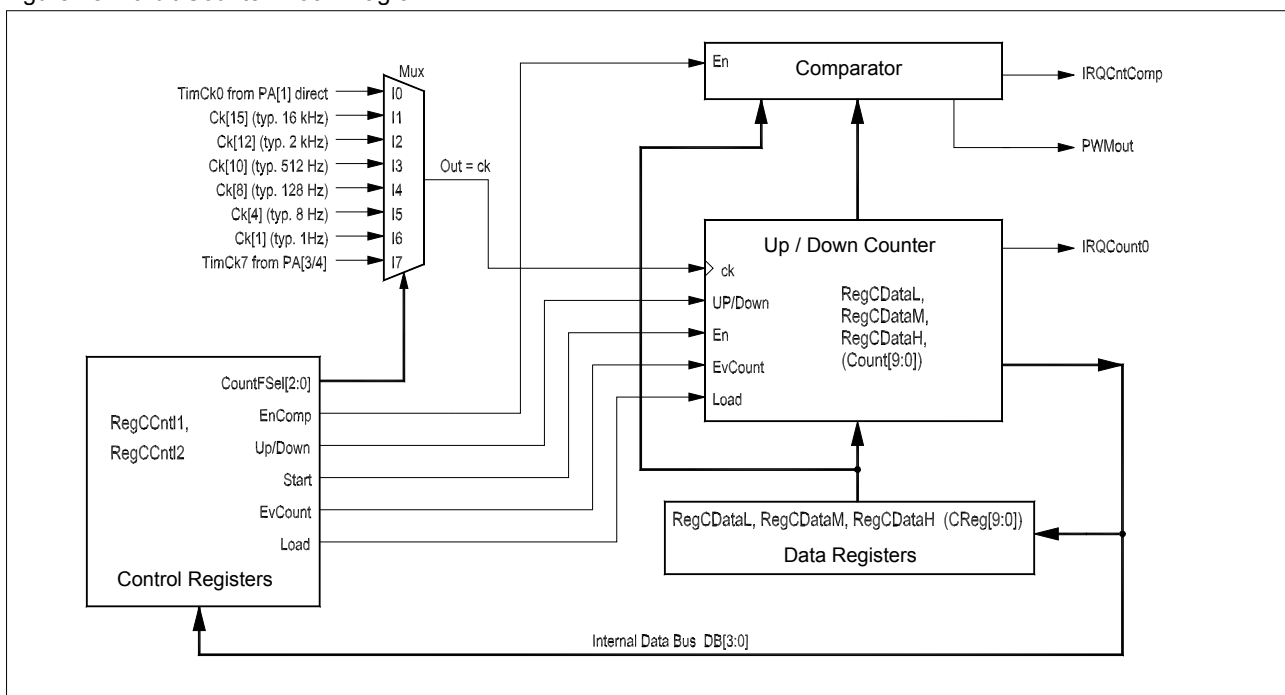 Mux
TimCk0 from PA[1] direct
I0
Ck[15] (typ. 16 kHz)
I1
Ck[12] (typ. 2 kHz)
I2
Ck[10] (typ. 512 Hz)
I3
Ck[8] (typ. 128 Hz)
I4
Ck[4] (typ. 8 Hz)
I5
Ck[1] (typ. 1Hz)
I6
TimCk7 from PA[3/4]
I7
Out = ck
En
Comparator
IRQCntComp
PWMout
Up / Down Counter
IRQCount0
ck
UP/Down
En
EvCount
Load
RegCDataL,
RegCDataM,
RegCDataH,
(Count[9:0])
CountFSel[2:0]
EnComp
Up/Down
Start
EvCount
Load
RegCCntl1,
RegCCntl2
Control Registers
RegCDataL, RegCDataM, RegCDataH (CReg[9:0])
Data Registers
Internal Data Bus DB[3:0]